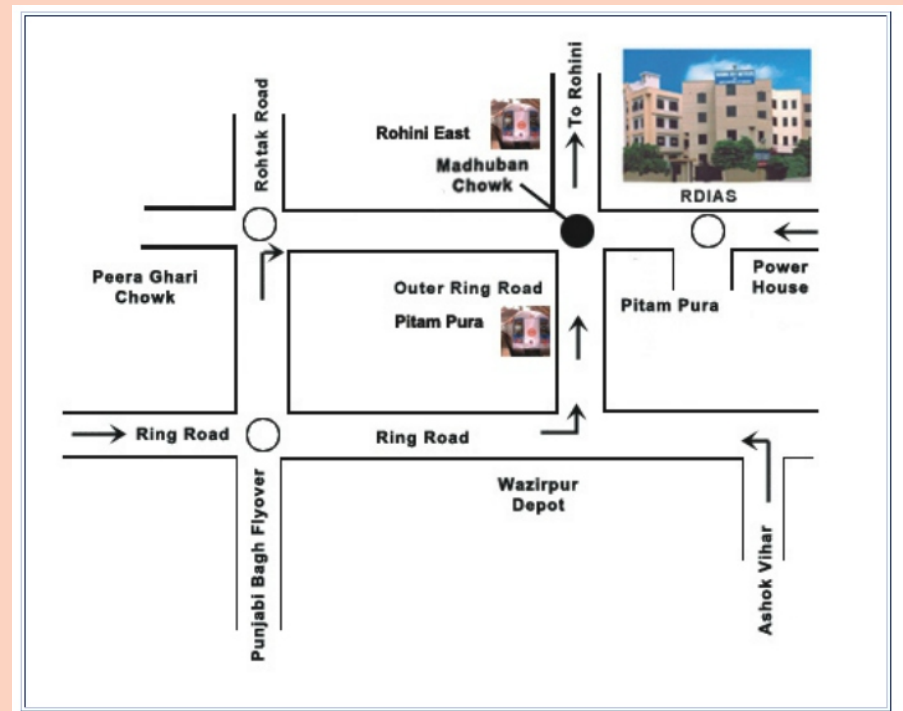 Rohtak Road
To Rohini
Rohini East
Madhuban
Chowk
RDIAS
Peera Ghari
Chowk
Outer Ring Road
Pitam Pura
Pitam Pura
Power
House
Ring Road
Ring Road
Wazirpur
Depot
Punjabi Bagh Flyover
Ashok Vihar